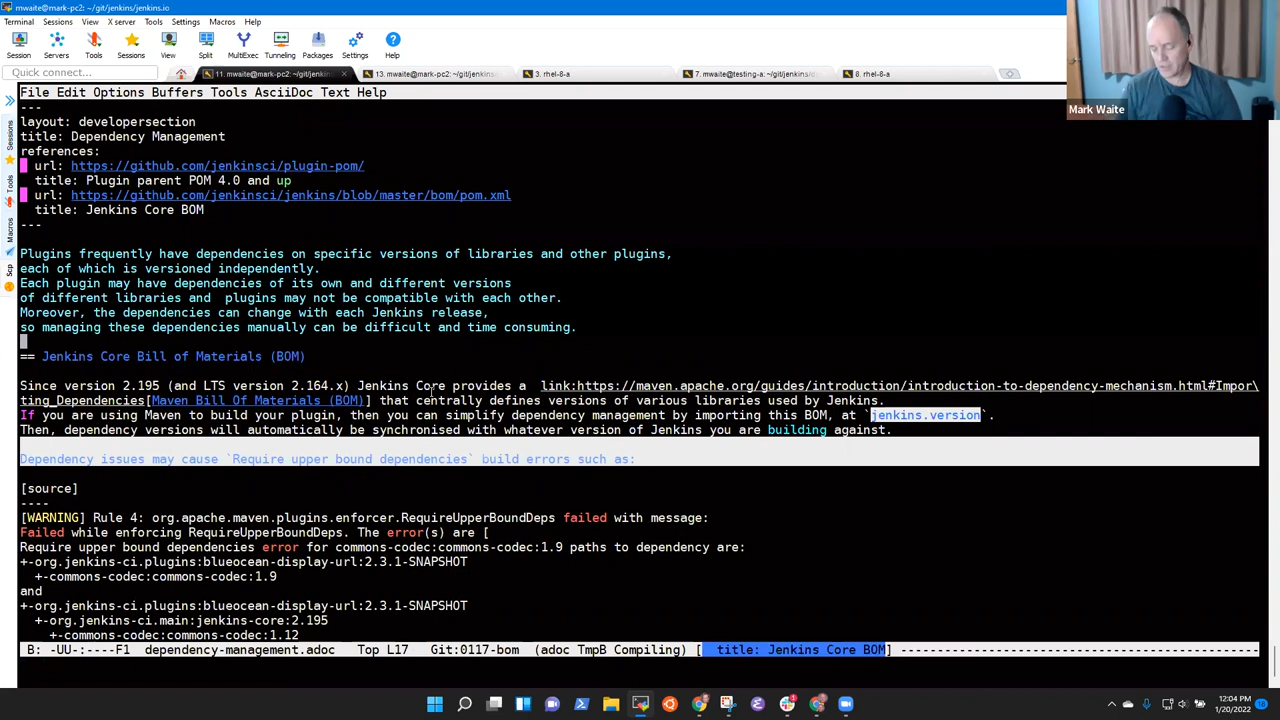 mwaite@mark-pc2: ~/git/jenkins/jenkins.io
Terminal Sessions View X server Tools Settings Macros Help
Session Servers Tools Sessions View Split MultiExec Tunneling Packages Settings Help
Quick connect...
11. mwaite@mark-pc2: ~/git/jenkin
13. mwaite@mark-pc2: ~/git/jenkins
3. rhel-8-a
7. mwaite@testing-a: ~/git/jenkins/d
8. rhel-8-a
Mark Waite
Sessions
Tools
Macros
Scp
File Edit Options Buffers Tools AsciiDoc Text Help
---
layout: developersection
title: Dependency Management
references:
url: https://github.com/jenkinsci/plugin-pom/
title: Plugin parent POM 4.0 and up
url: https://github.com/jenkinsci/jenkins/blob/master/bom/pom.xml
title: Jenkins Core BOM
---
Plugins frequently have dependencies on specific versions of libraries and other plugins,
each of which is versioned independently.
Each plugin may have dependencies of its own and different versions
of different libraries and  plugins may not be compatible with each other.
Moreover, the dependencies can change with each Jenkins release,
so managing these dependencies manually can be difficult and time consuming.
== Jenkins Core Bill of Materials (BOM)
Since version 2.195 (and LTS version 2.164.x) Jenkins Core provides a  link:https://maven.apache.org/guides/introduction/introduction-to-dependency-mechanism.html#Impor\
ting_Dependencies[Maven Bill Of Materials (BOM)] that centrally defines versions of various libraries used by Jenkins.
If you are using Maven to build your plugin, then you can simplify dependency management by importing this BOM, at `jenkins.version`.
Then, dependency versions will automatically be synchronised with whatever version of Jenkins you are building against.
Dependency issues may cause `Require upper bound dependencies` build errors such as:
[source]
----
[WARNING] Rule 4: org.apache.maven.plugins.enforcer.RequireUpperBoundDeps failed with message:
Failed while enforcing RequireUpperBoundDeps. The error(s) are [
Require upper bound dependencies error for commons-codec:commons-codec:1.9 paths to dependency are:
+-org.jenkins-ci.plugins:blueocean-display-url:2.3.1-SNAPSHOT
+-commons-codec:commons-codec:1.9
and
+-org.jenkins-ci.plugins:blueocean-display-url:2.3.1-SNAPSHOT
+-org.jenkins-ci.main:jenkins-core:2.195
+-commons-codec:commons-codec:1.12
B: -UU-:----F1  dependency-management.adoc   Top L17   Git:0117-bom  (adoc TmpB Compiling) [  title: Jenkins Core BOM] ----------------------------------------------
12:04 PM
1/20/2022